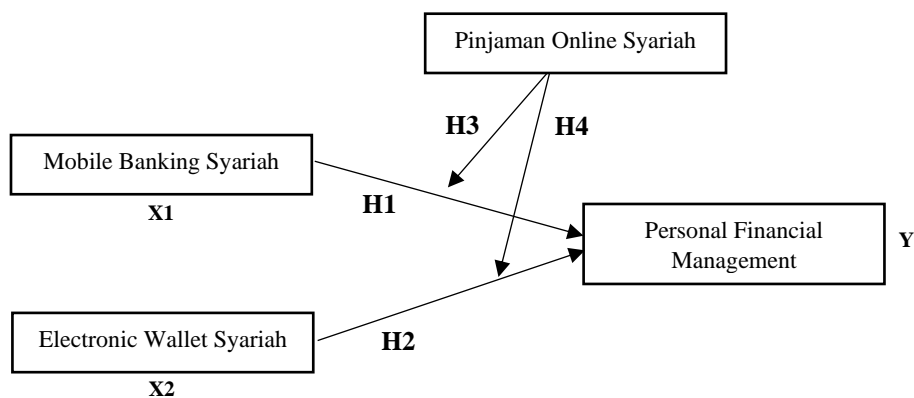 Pinjaman Online Syariah
H3
H4
Mobile Banking Syariah
X1
H1
Personal Financial
Management
Y
Electronic Wallet Syariah
H2
X2